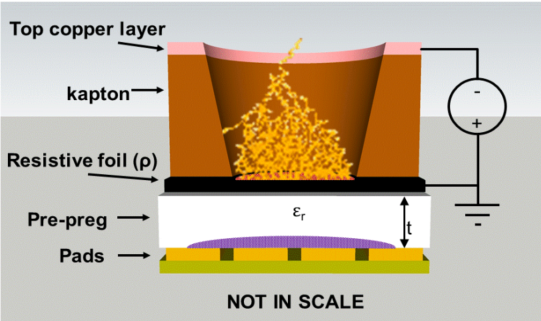 Top copper layer
kapton
-
+
Resistive foil (ρ)
εr
Pre-preg
t
Pads
NOT IN SCALE